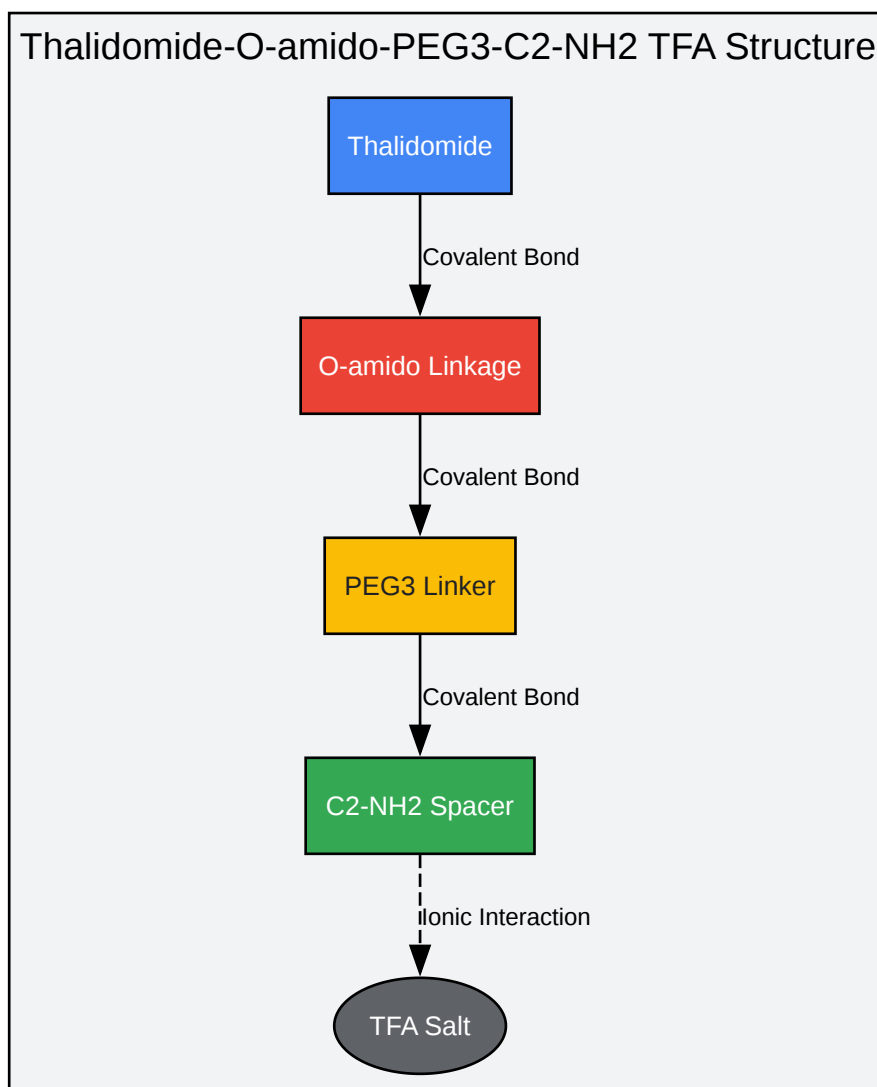 Thalidomide-O-amido-PEG3-C2-NH2 TFA Structure
Thalidomide
Covalent Bond
O-amido Linkage
Covalent Bond
PEG3 Linker
Covalent Bond
C2-NH2 Spacer
Ionic Interaction
TFA Salt